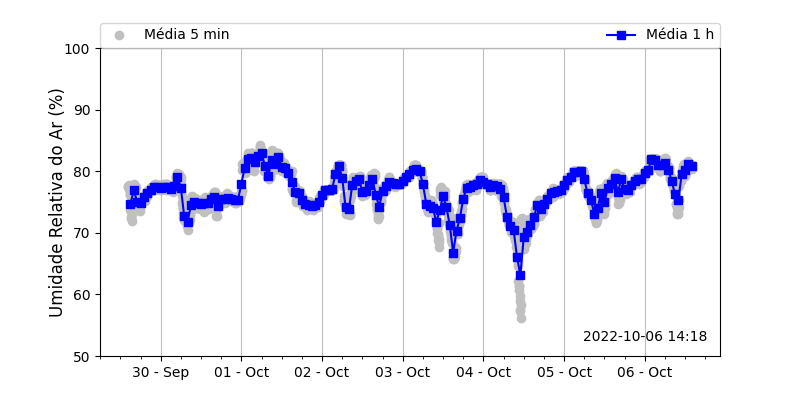 Média 5 min Média 1 h
Umidade Relativa do Ar (%)
100
90
80
70
60
50
2022-10-06 14:18
30 - Sep 01 - Oct 02 - Oct 03 - Oct 04 - Oct 05 - Oct 06 - Oct